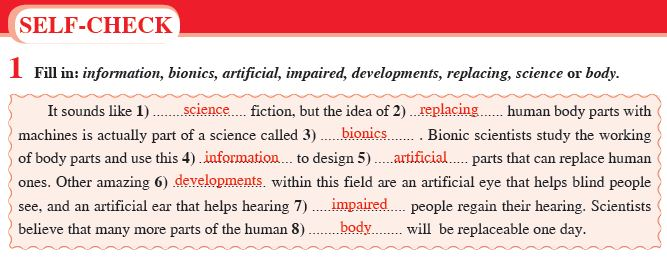 SELF-CHECK
1 Fill in: information, bionics, artificial, impaired, developments, replacing, science or body.
It sounds like 1) ........science.... fiction, but the idea of 2) ..replacing...... human body parts with
machines is actually part of a science called 3) .....bionics....... . Bionic scientists study the working
of body parts and use this 4) .information... to design 5) .....artificial..... parts that can replace human
ones. Other amazing 6) developments. within this field are an artificial eye that helps blind people
see, and an artificial ear that helps hearing 7) .....impaired.... people regain their hearing. Scientists
believe that many more parts of the human 8) ........body........ will be replaceable one day.